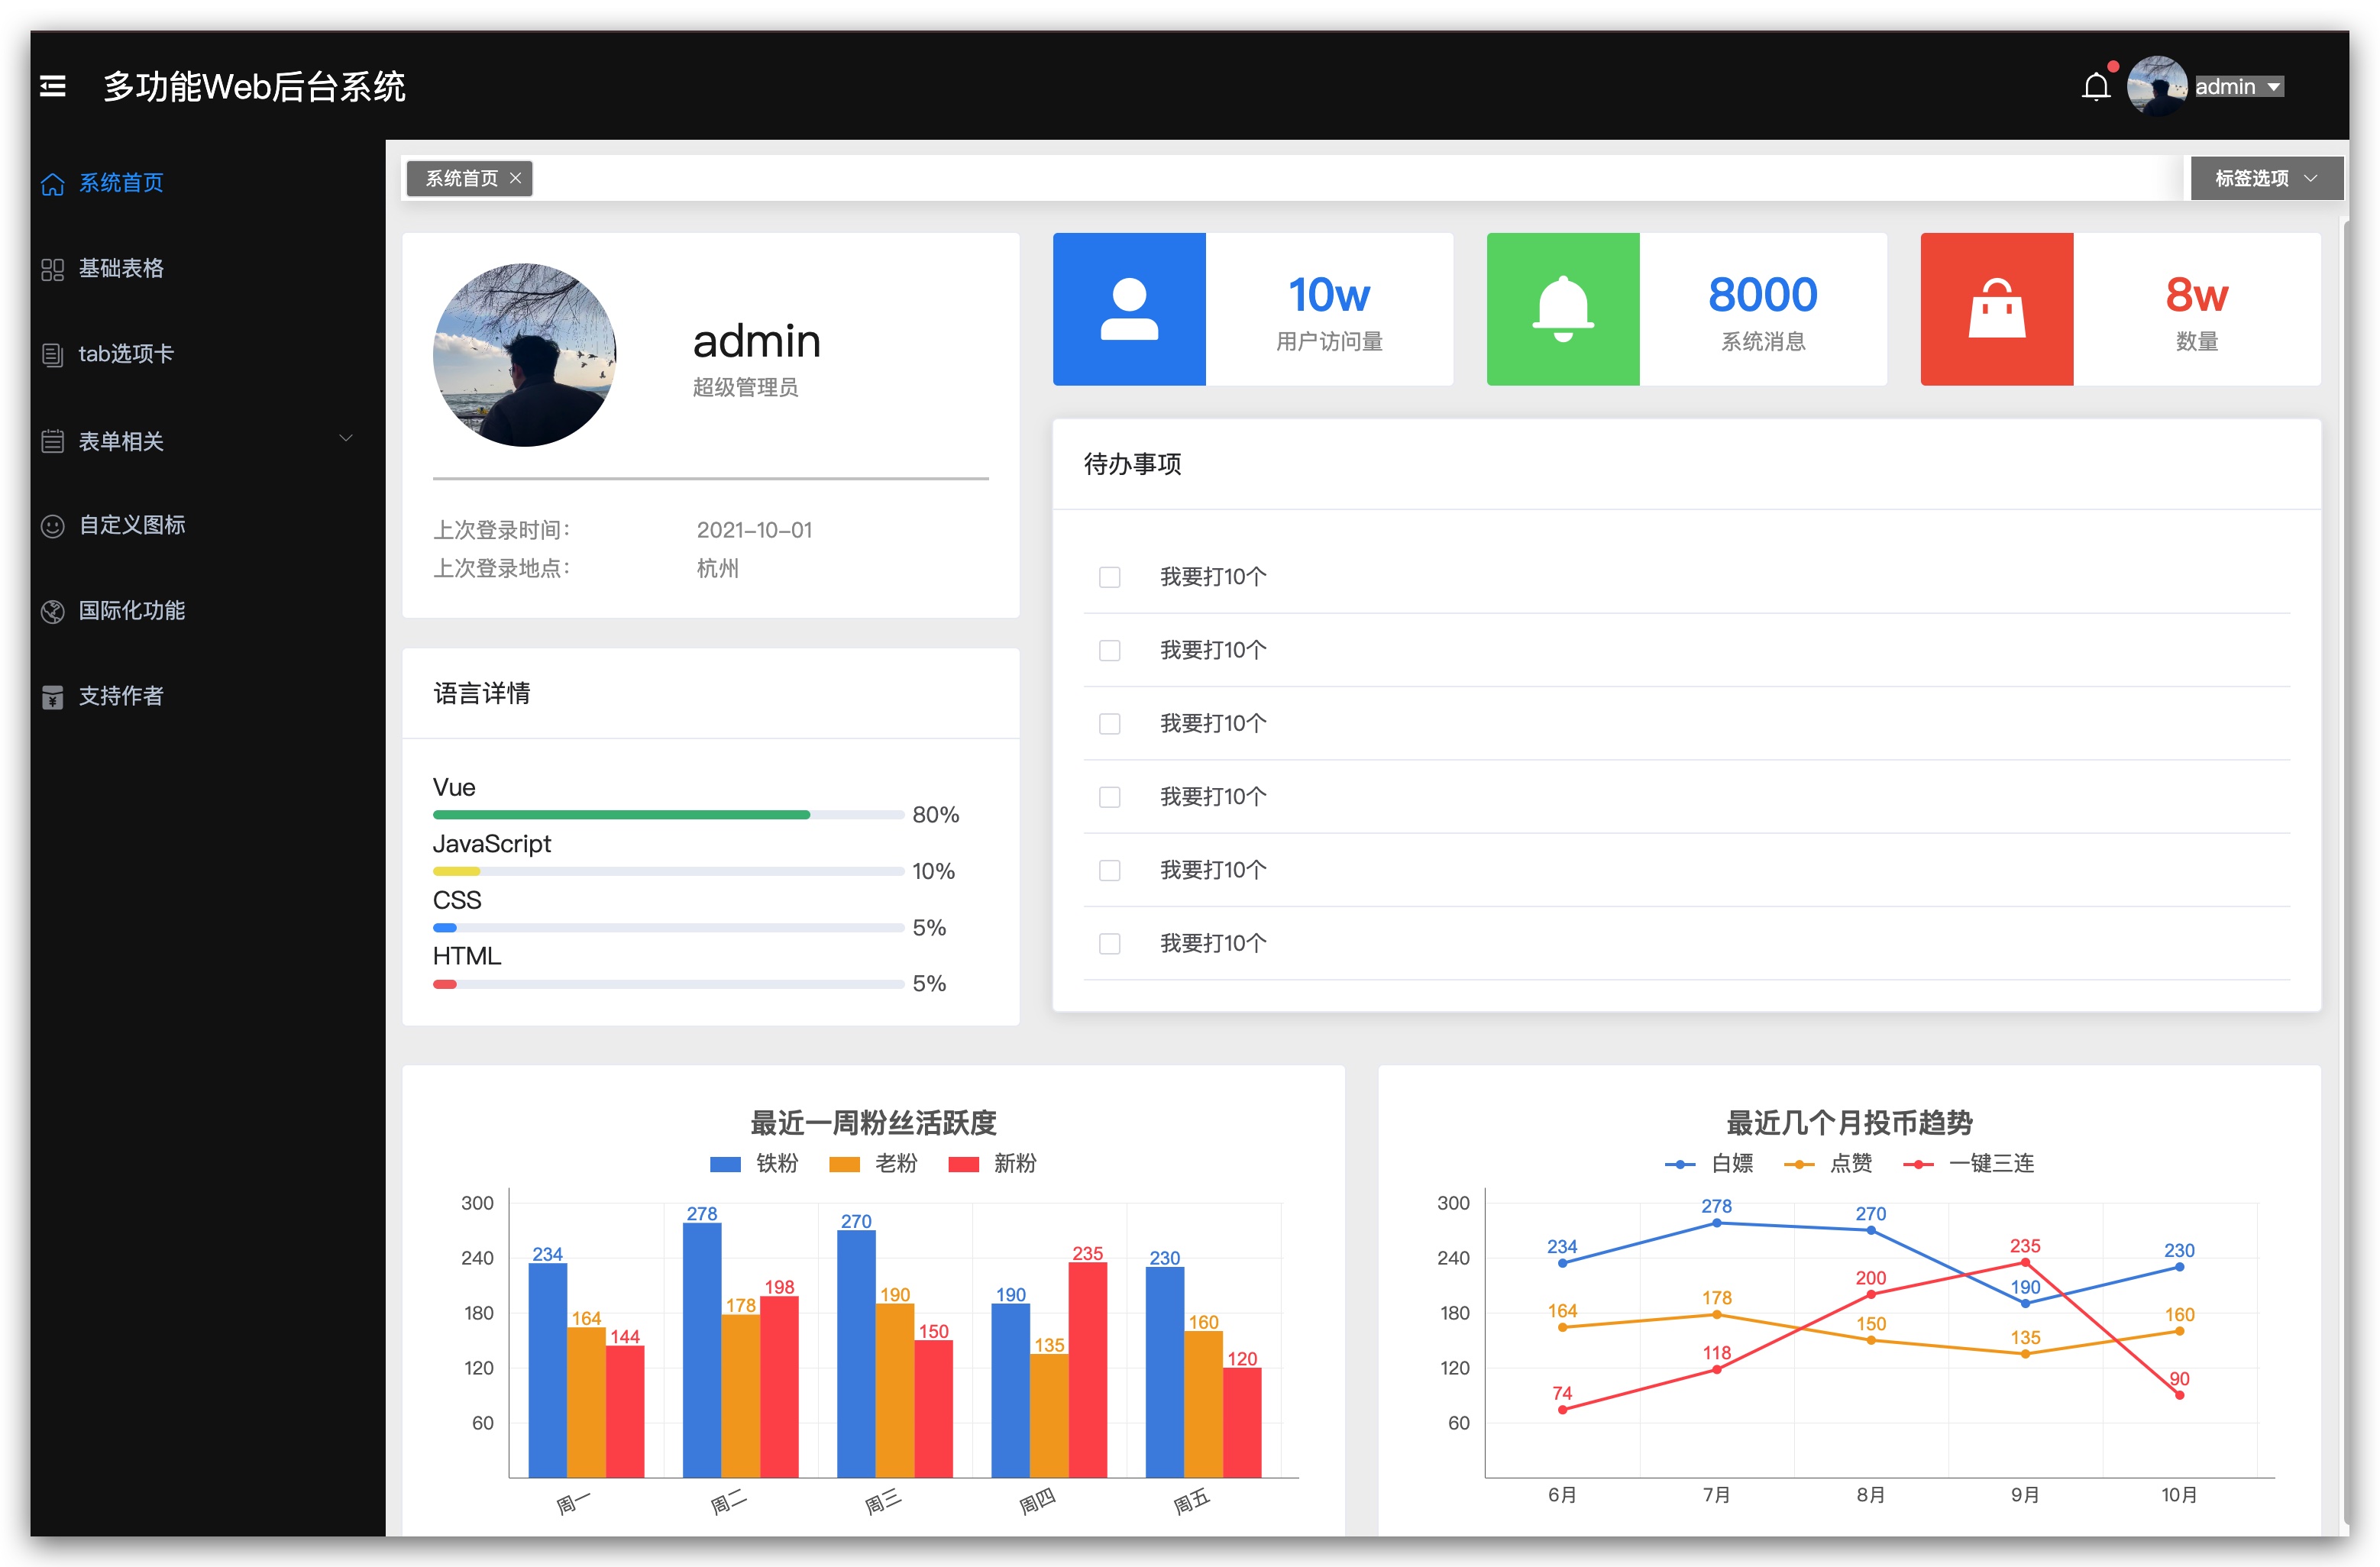 多功能Web后台系统
admin
系统首页
基础表格
tab选项卡
表单相关
自定义图标
国际化功能
支持作者
系统首页
标签选项
admin
超级管理员
上次登录时间：
2021-10-01
上次登录地点：
杭州
10w
用户访问量
8000
系统消息
8w
数量
语言详情
Vue
80%
JavaScript
10%
CSS
5%
HTML
5%
待办事项
我要打10个
我要打10个
我要打10个
我要打10个
我要打10个
我要打10个
最近一周粉丝活跃度
铁粉 老粉 新粉
300
240
180
120
60
234 164 144
278 178 198
270 190 150
190 135 235
230 160 120
周一 周二 周三 周四 周五
最近几个月投币趋势
白嫖 点赞 一键三连
300
240
180
120
60
234 278 270 190 230
164 178 150 135 160
74 118 200 235 90
6月 7月 8月 9月 10月